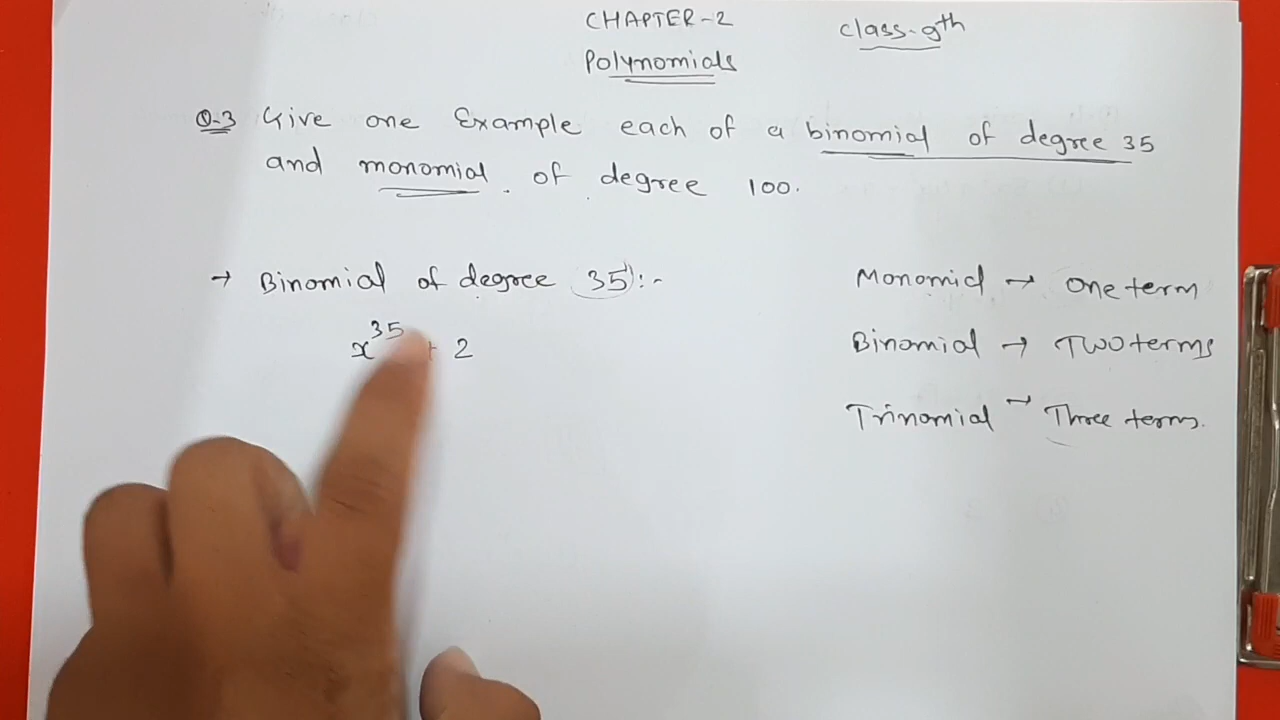 CHAPTER-2
Class-9th
Polynomials
Q-3 Give one Example each of a binomial of degree 35
and monomial of degree 100.
→ Binomial of degree 35:-
x³⁵ + 2
Monomial → One term
Binomial → Two terms
Trinomial → Three terms.